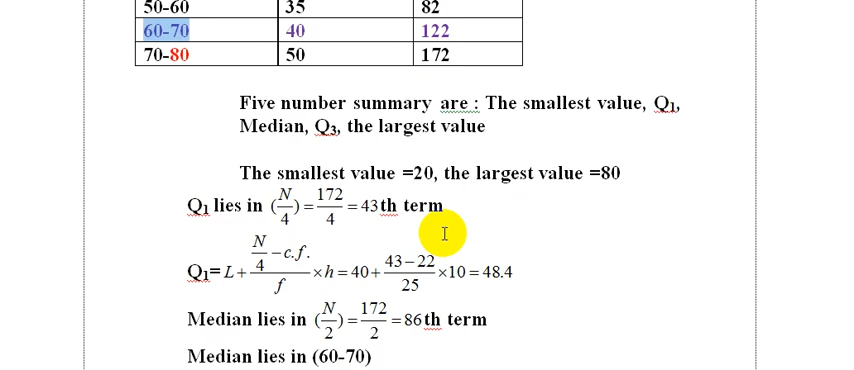 50-60 35 82
60-70 40 122
70-80 50 172
Five number summary are : The smallest value, Q₁,
Median, Q₃, the largest value
The smallest value =20, the largest value =80
Q₁ lies in (N/4) = 172/4 = 43th term
Q₁= L + (N/4 − c.f.)/f × h = 40 + (43 − 22)/25 × 10 = 48.4
Median lies in (N/2) = 172/2 = 86th term
Median lies in (60-70)